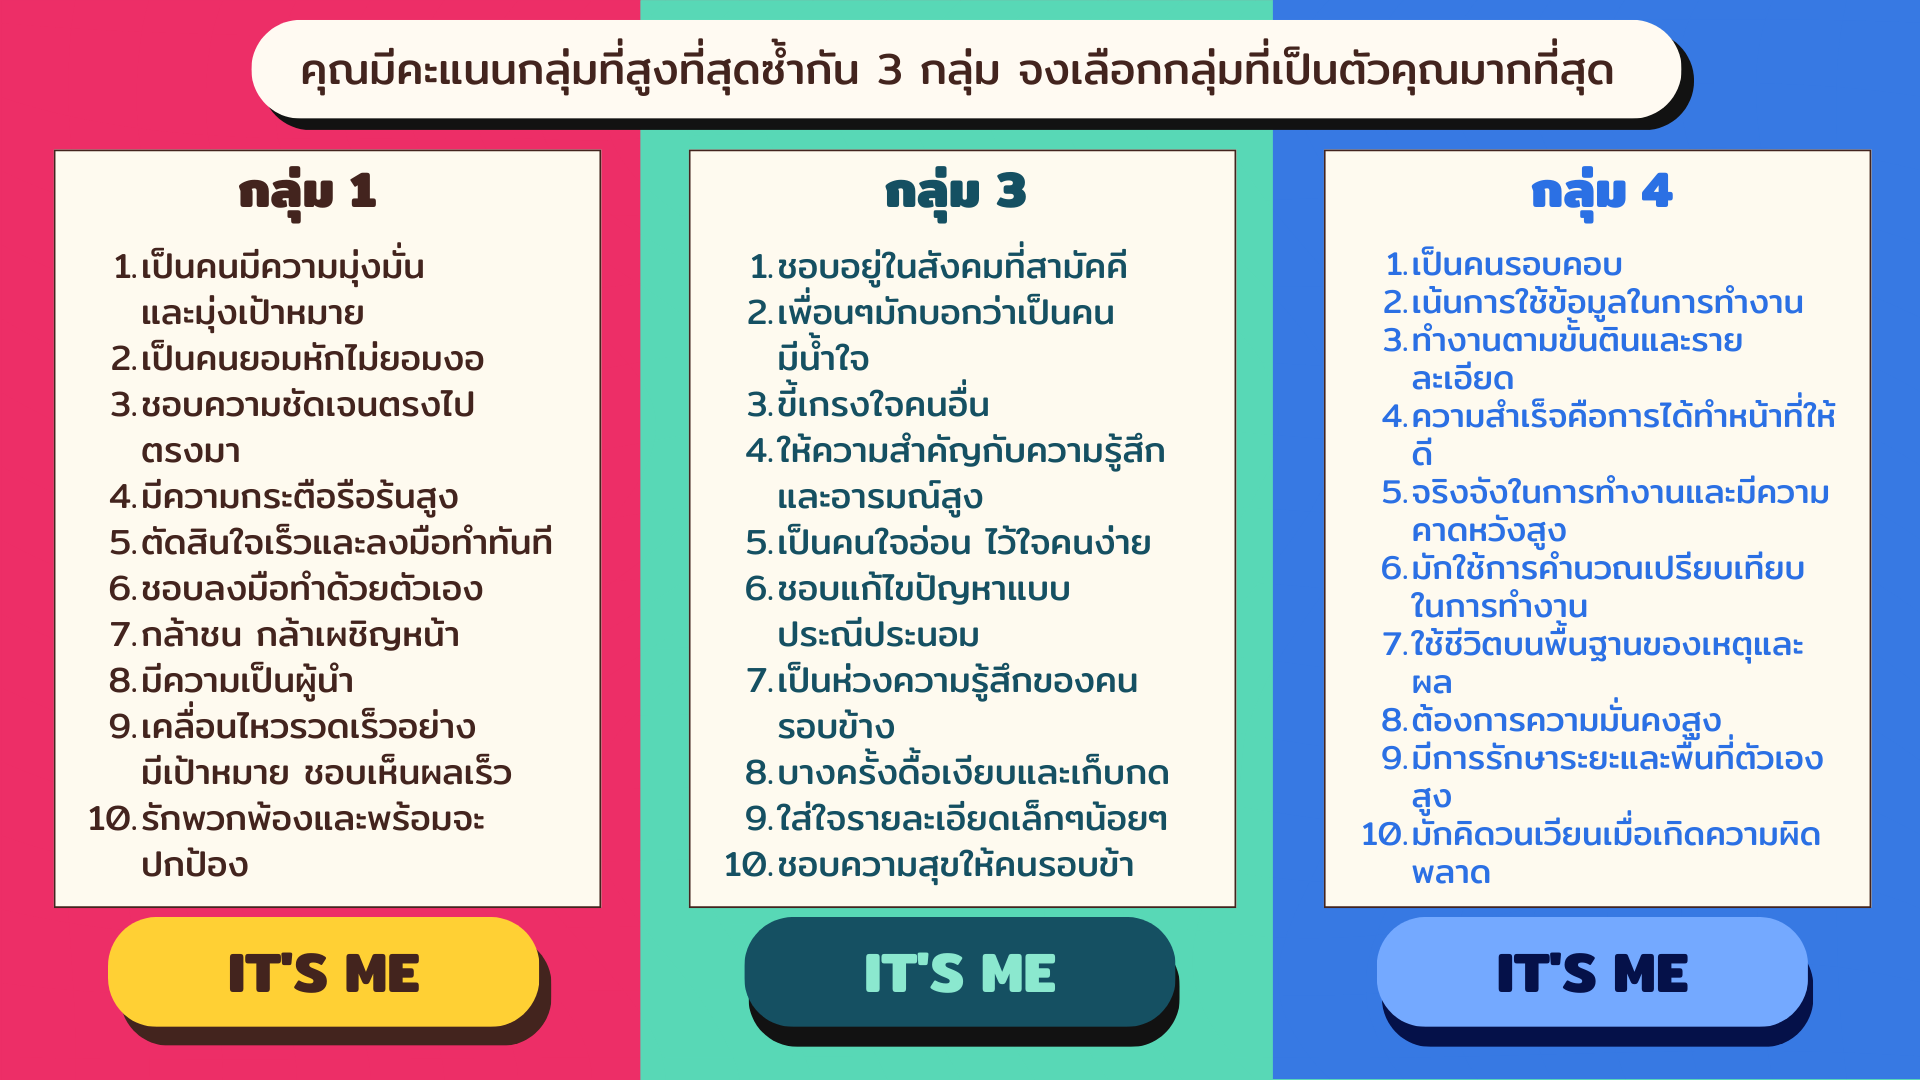 คุณมีคะแนนกลุ่มที่สูงที่สุดซ้ำกัน 3 กลุ่ม จงเลือกกลุ่มที่เป็นตัวคุณมากที่สุด
กลุ่ม 1
1. เป็นคนมีความมุ่งมั่น
และมุ่งเป้าหมาย
2. เป็นคนยอมหักไม่ยอมงอ
3. ชอบความชัดเจนตรงไป
ตรงมา
4. มีความกระตือรือร้นสูง
5. ตัดสินใจเร็วและลงมือทำทันที
6. ชอบลงมือทำด้วยตัวเอง
7. กล้าชน กล้าเผชิญหน้า
8. มีความเป็นผู้นำ
9. เคลื่อนไหวรวดเร็วอย่าง
มีเป้าหมาย ชอบเห็นผลเร็ว
10. รักพวกพ้องและพร้อมจะ
ปกป้อง
IT'S ME
กลุ่ม 3
1. ชอบอยู่ในสังคมที่สามัคคี
2. เพื่อนๆมักบอกว่าเป็นคน
มีน้ำใจ
3. ขี้เกรงใจคนอื่น
4. ให้ความสำคัญกับความรู้สึก
และอารมณ์สูง
5. เป็นคนใจอ่อน ไว้ใจคนง่าย
6. ชอบแก้ไขปัญหาแบบ
ประณีประนอม
7. เป็นห่วงความรู้สึกของคน
รอบข้าง
8. บางครั้งดื้อเงียบและเก็บกด
9. ใส่ใจรายละเอียดเล็กๆน้อยๆ
10. ชอบความสุขให้คนรอบข้า
IT'S ME
กลุ่ม 4
1. เป็นคนรอบคอบ
2. เน้นการใช้ข้อมูลในการทำงาน
3. ทำงานตามขั้นตินและราย
ละเอียด
4. ความสำเร็จคือการได้ทำหน้าที่ให้
ดี
5. จริงจังในการทำงานและมีความ
คาดหวังสูง
6. มักใช้การคำนวณเปรียบเทียบ
ในการทำงาน
7. ใช้ชีวิตบนพื้นฐานของเหตุและ
ผล
8. ต้องการความมั่นคงสูง
9. มีการรักษาระยะและพื้นที่ตัวเอง
สูง
10. มักคิดวนเวียนเมื่อเกิดความผิด
พลาด
IT'S ME